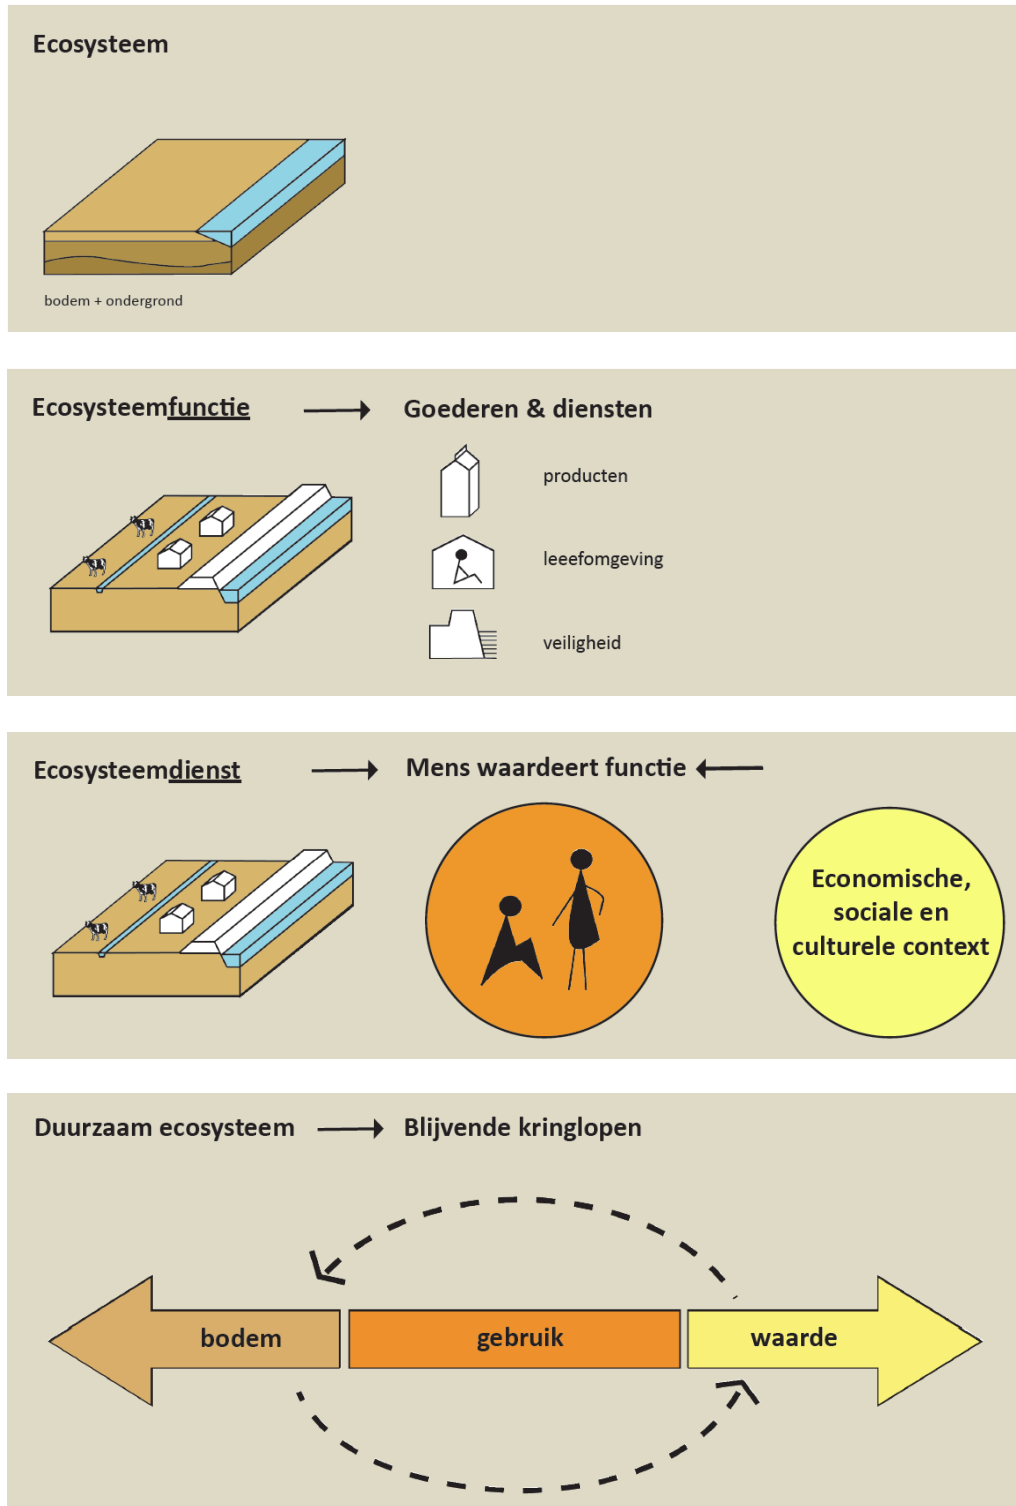 Ecosysteem
bodem + ondergrond
Ecosysteemfunctie
Goederen & diensten
producten
leeefomgeving
veiligheid
Ecosysteemdienst
Mens waardeert functie
Economische,
sociale en
culturele context
Duurzaam ecosysteem
Blijvende kringlopen
bodem
gebruik
waarde